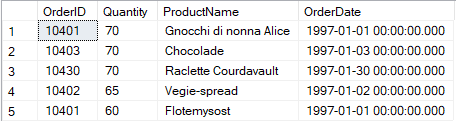 OrderID Quantity ProductName OrderDate
1 10401 70 Gnocchi di nonna Alice 1997-01-01 00:00:00.000
2 10403 70 Chocolade 1997-01-03 00:00:00.000
3 10430 70 Raclette Courdavault 1997-01-30 00:00:00.000
4 10402 65 Vegie-spread 1997-01-02 00:00:00.000
5 10401 60 Flotemysost 1997-01-01 00:00:00.000